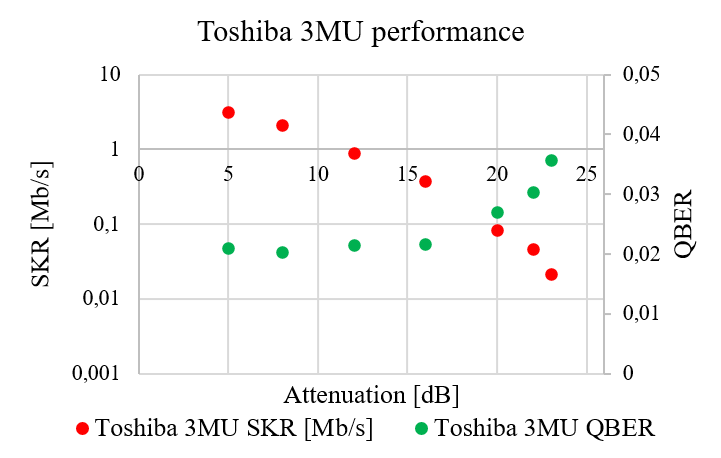 Toshiba 3MU performance
10
1
0.1
0,01
0,001
SKR [Mb/s]
0
5
10
15
20
25
Attenuation [dB]
0,05
0,04
0,03
0,02
0,01
0
QBER
Toshiba 3MU SKR [Mb/s]
Toshiba 3MU QBER